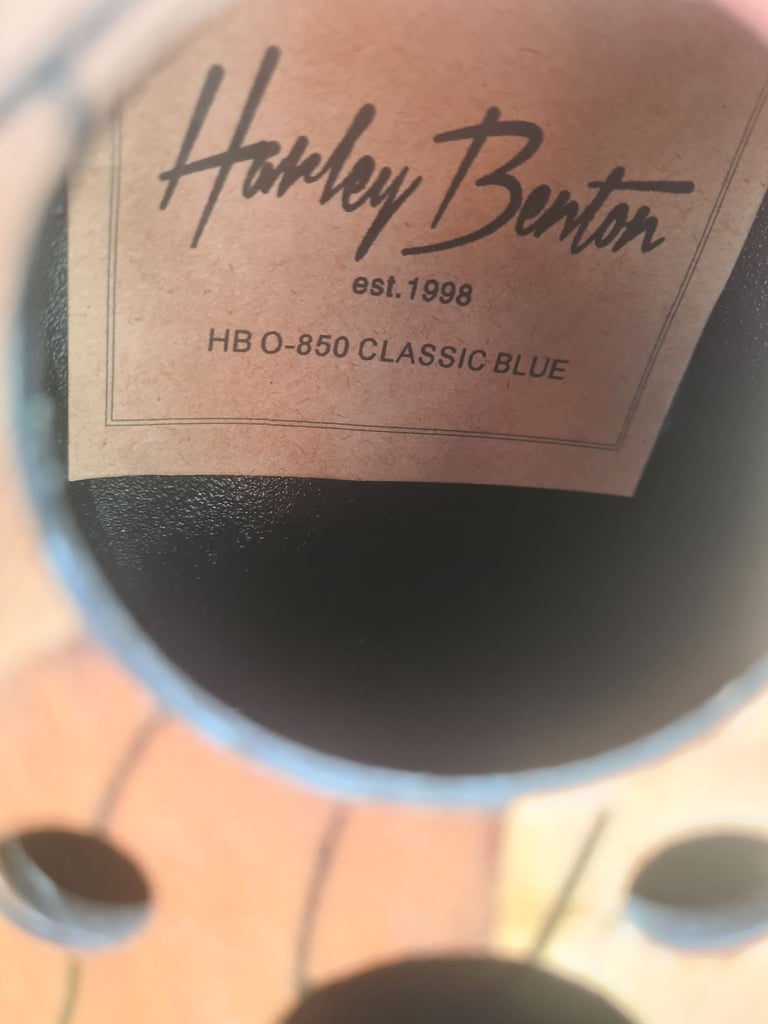 Harley Benton
est.1998
HB O-850 CLASSIC BLUE